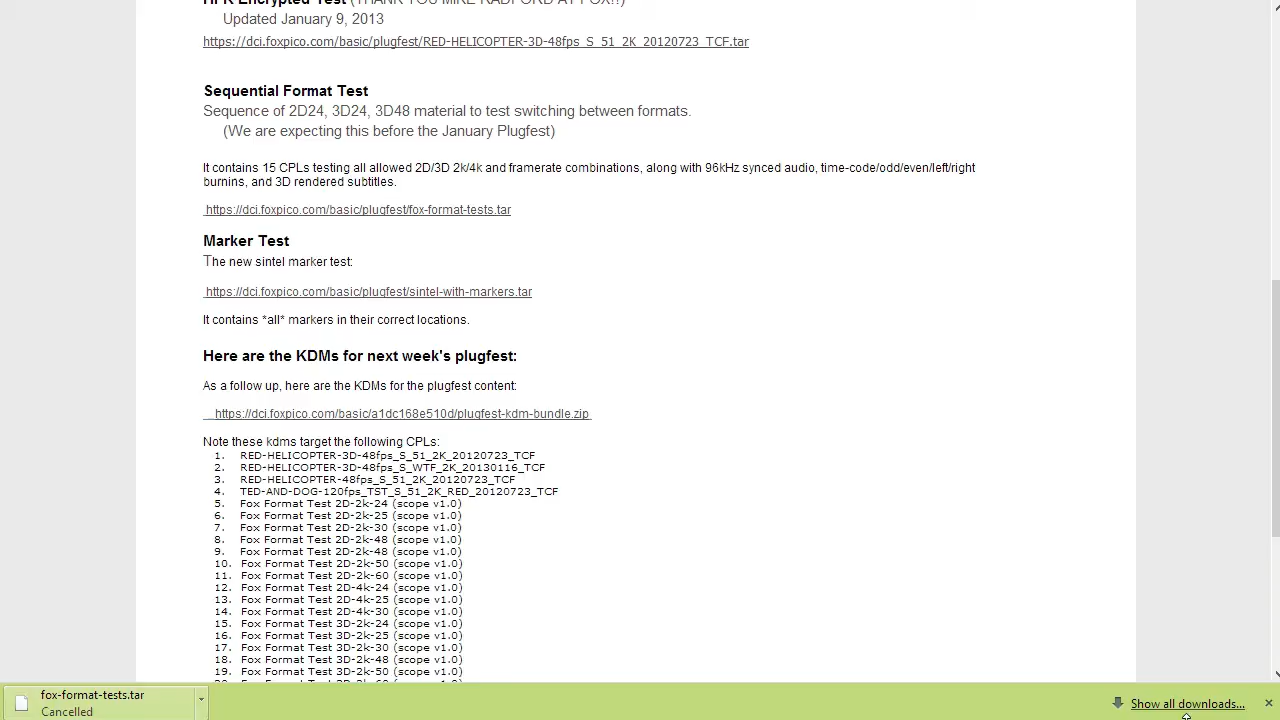 HFR Encrypted Test (THANK YOU MIKE RADFORD AT FOX!!)
Updated January 9, 2013
https://dci.foxpico.com/basic/plugfest/RED-HELICOPTER-3D-48fps_S_51_2K_20120723_TCF.tar
Sequential Format Test
Sequence of 2D24, 3D24, 3D48 material to test switching between formats.
(We are expecting this before the January Plugfest)
It contains 15 CPLs testing all allowed 2D/3D 2k/4k and framerate combinations, along with 96kHz synced audio, time-code/odd/even/left/right
burnins, and 3D rendered subtitles.
https://dci.foxpico.com/basic/plugfest/fox-format-tests.tar
Marker Test
The new sintel marker test:
https://dci.foxpico.com/basic/plugfest/sintel-with-markers.tar
It contains *all* markers in their correct locations.
Here are the KDMs for next week's plugfest:
As a follow up, here are the KDMs for the plugfest content:
https://dci.foxpico.com/basic/a1dc168e510d/plugfest-kdm-bundle.zip
Note these kdms target the following CPLs:
1. RED-HELICOPTER-3D-48fps_S_51_2K_20120723_TCF
2. RED-HELICOPTER-3D-48fps_S_WTF_2K_20130116_TCF
3. RED-HELICOPTER-48fps_S_51_2K_20120723_TCF
4. TED-AND-DOG-120fps_TST_S_51_2K_RED_20120723_TCF
5. Fox Format Test 2D-2k-24 (scope v1.0)
6. Fox Format Test 2D-2k-25 (scope v1.0)
7. Fox Format Test 2D-2k-30 (scope v1.0)
8. Fox Format Test 2D-2k-48 (scope v1.0)
9. Fox Format Test 2D-2k-48 (scope v1.0)
10. Fox Format Test 2D-2k-50 (scope v1.0)
11. Fox Format Test 2D-2k-60 (scope v1.0)
12. Fox Format Test 2D-4k-24 (scope v1.0)
13. Fox Format Test 2D-4k-25 (scope v1.0)
14. Fox Format Test 2D-4k-30 (scope v1.0)
15. Fox Format Test 3D-2k-24 (scope v1.0)
16. Fox Format Test 3D-2k-25 (scope v1.0)
17. Fox Format Test 3D-2k-30 (scope v1.0)
18. Fox Format Test 3D-2k-48 (scope v1.0)
19. Fox Format Test 3D-2k-50 (scope v1.0)
fox-format-tests.tar
Cancelled
Show all downloads...